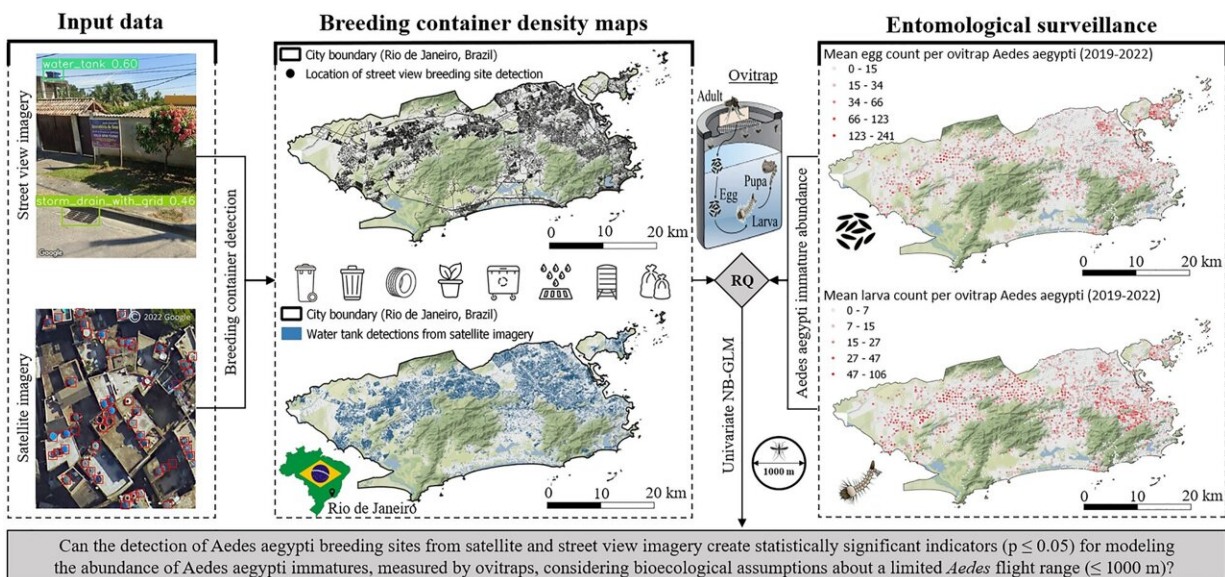 Input data
Street view imagery
water_tank 0.60
storm_drain_with_grid 0.46
Google
Satellite imagery
© 2022 Google
Breeding container detection
Breeding container density maps
City boundary (Rio de Janeiro, Brazil)
Location of street view breeding site detection
0 10 20 km
City boundary (Rio de Janeiro, Brazil)
Water tank detections from satellite imagery
Rio de Janeiro
0 10 20 km
Ovitrap
Adult
Egg
Pupa
Larva
RQ
Univariate NB-GLM
1000 m
Aedes aegypti immature abundance
Entomological surveillance
Mean egg count per ovitrap Aedes aegypti (2019-2022)
0 - 15
15 - 34
34 - 66
66 - 123
123 - 241
0 10 20 km
Mean larva count per ovitrap Aedes aegypti (2019-2022)
0 - 7
7 - 15
15 - 27
27 - 47
47 - 106
0 10 20 km
Can the detection of Aedes aegypti breeding sites from satellite and street view imagery create statistically significant indicators (p ≤ 0.05) for modeling
the abundance of Aedes aegypti immatures, measured by ovitraps, considering bioecological assumptions about a limited Aedes flight range (≤ 1000 m)?